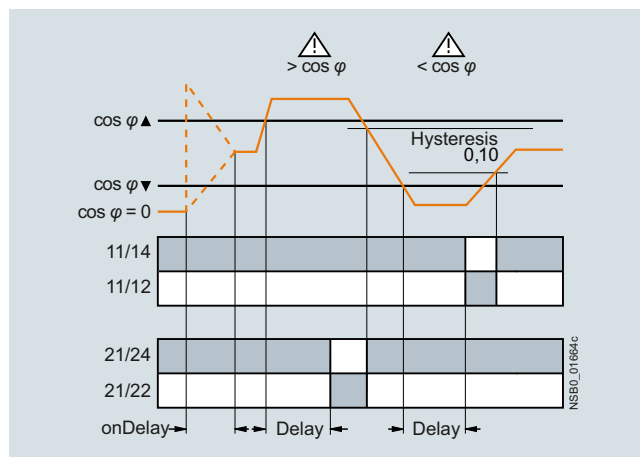 > cos φ < cos φ
cos φ ▲
Hysteresis
0,10
cos φ ▼
cos φ = 0
11/14
11/12
21/24
21/22
onDelay Delay Delay
NSB0_01664c